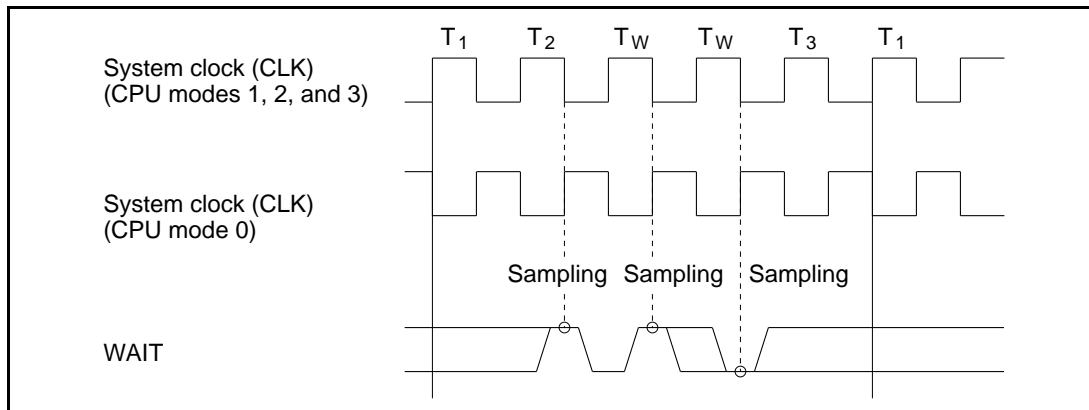 T1 T2 TW TW T3 T1
System clock (CLK)
(CPU modes 1, 2, and 3)
System clock (CLK)
(CPU mode 0)
Sampling Sampling Sampling
WAIT